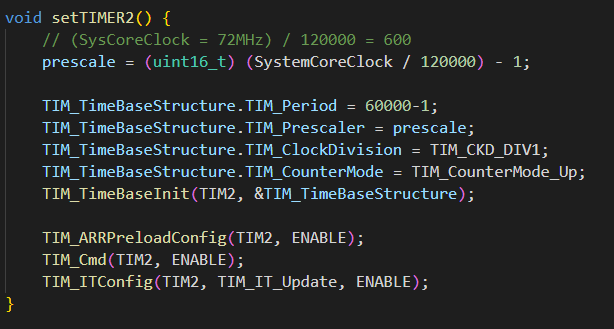 void setTIMER2() {
// (SysCoreClock = 72MHz) / 120000 = 600
prescale = (uint16_t) (SystemCoreClock / 120000) - 1;
TIM_TimeBaseStructure.TIM_Period = 60000-1;
TIM_TimeBaseStructure.TIM_Prescaler = prescale;
TIM_TimeBaseStructure.TIM_ClockDivision = TIM_CKD_DIV1;
TIM_TimeBaseStructure.TIM_CounterMode = TIM_CounterMode_Up;
TIM_TimeBaseInit(TIM2, &TIM_TimeBaseStructure);
TIM_ARRPreloadConfig(TIM2, ENABLE);
TIM_Cmd(TIM2, ENABLE);
TIM_ITConfig(TIM2, TIM_IT_Update, ENABLE);
}